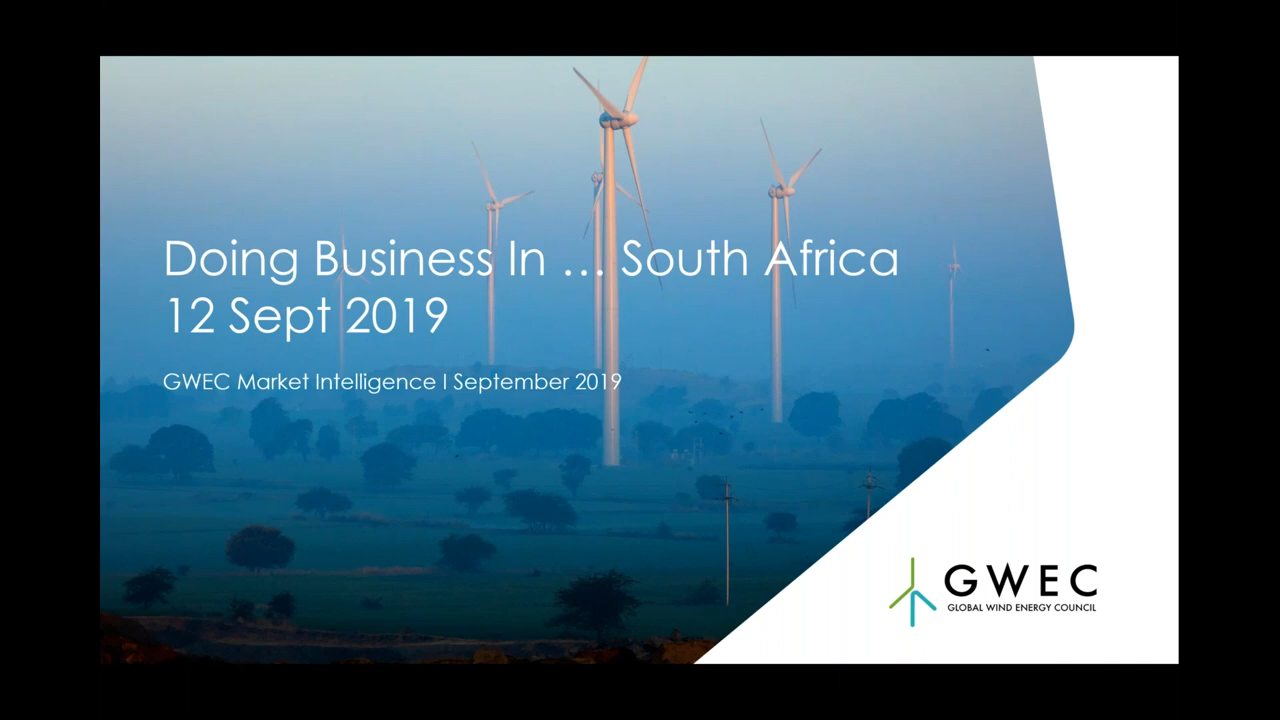 Doing Business In ... South Africa
12 Sept 2019
GWEC Market Intelligence I September 2019
GWEC
GLOBAL WIND ENERGY COUNCIL